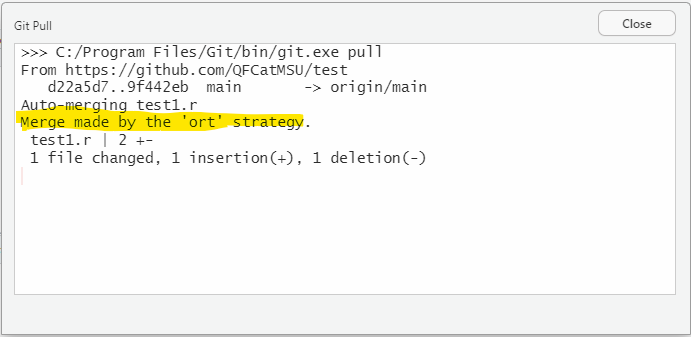 Git Pull
Close
>>> C:/Program Files/Git/bin/git.exe pull
From https://github.com/QFCatMSU/test
   d22a5d7..9f442eb  main       -> origin/main
Auto-merging test1.r
Merge made by the 'ort' strategy.
 test1.r | 2 +-
 1 file changed, 1 insertion(+), 1 deletion(-)